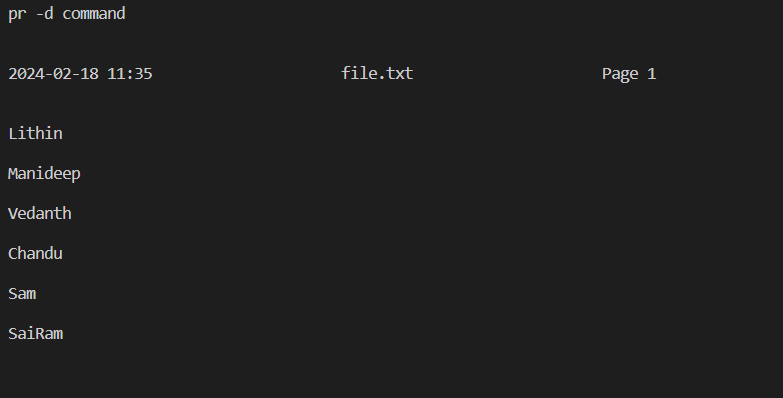 pr -d command
2024-02-18 11:35 file.txt Page 1
Lithin
Manideep
Vedanth
Chandu
Sam
SaiRam